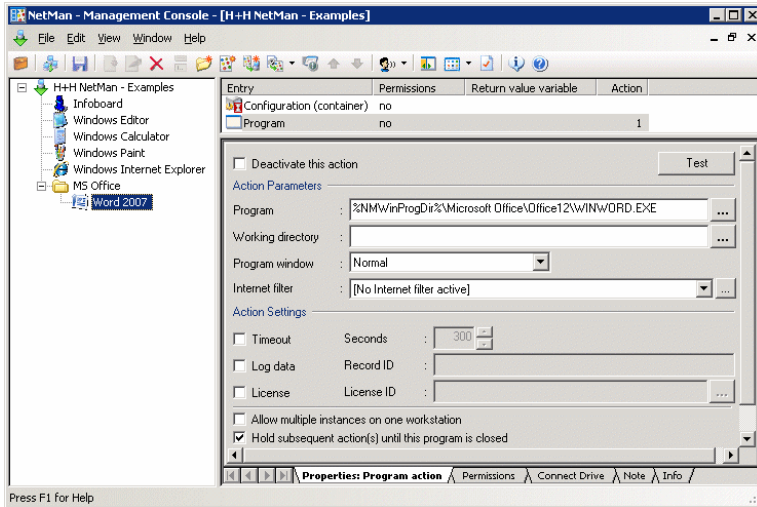 NetMan - Management Console - [H+H NetMan - Examples]
File Edit View Window Help
H+H NetMan - Examples
Infoboard
Windows Editor
Windows Calculator
Windows Paint
Windows Internet Explorer
MS Office
Word 2007
Entry Permissions Return value variable Action
Configuration (container) no
Program no 1
Deactivate this action Test
Action Parameters
Program : %NMWinProgDir%\Microsoft Office\Office12\WINWORD.EXE ...
Working directory : ...
Program window : Normal
Internet filter : [No Internet filter active] ...
Action Settings
Timeout Seconds : 300
Log data Record ID :
License License ID : ...
Allow multiple instances on one workstation
Hold subsequent action(s) until this program is closed
Properties: Program action Permissions Connect Drive Note Info
Press F1 for Help